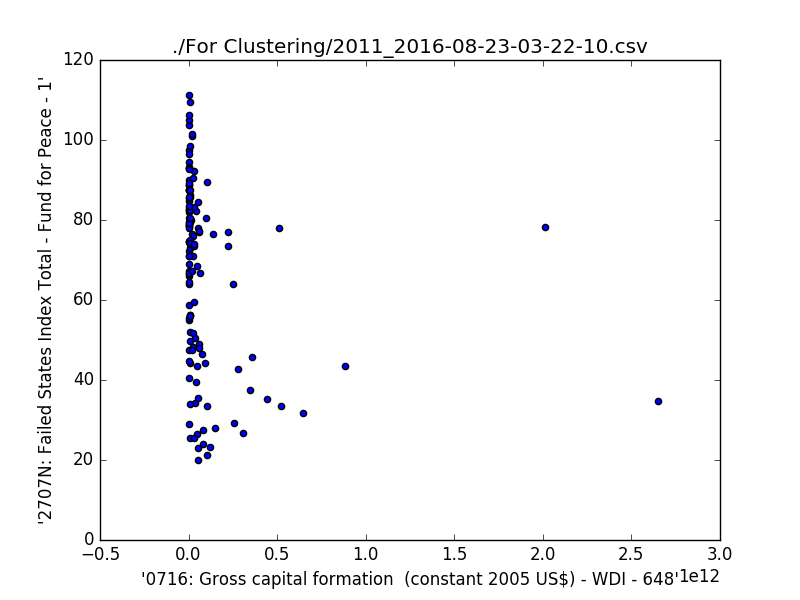 ./For Clustering/2011_2016-08-23-03-22-10.csv
120
100
80
60
40
20
0
'2707N: Failed States Index Total - Fund for Peace - 1'
−0.5 0.0 0.5 1.0 1.5 2.0 2.5 3.0
'0716: Gross capital formation  (constant 2005 US$) - WDI - 648' 1e12